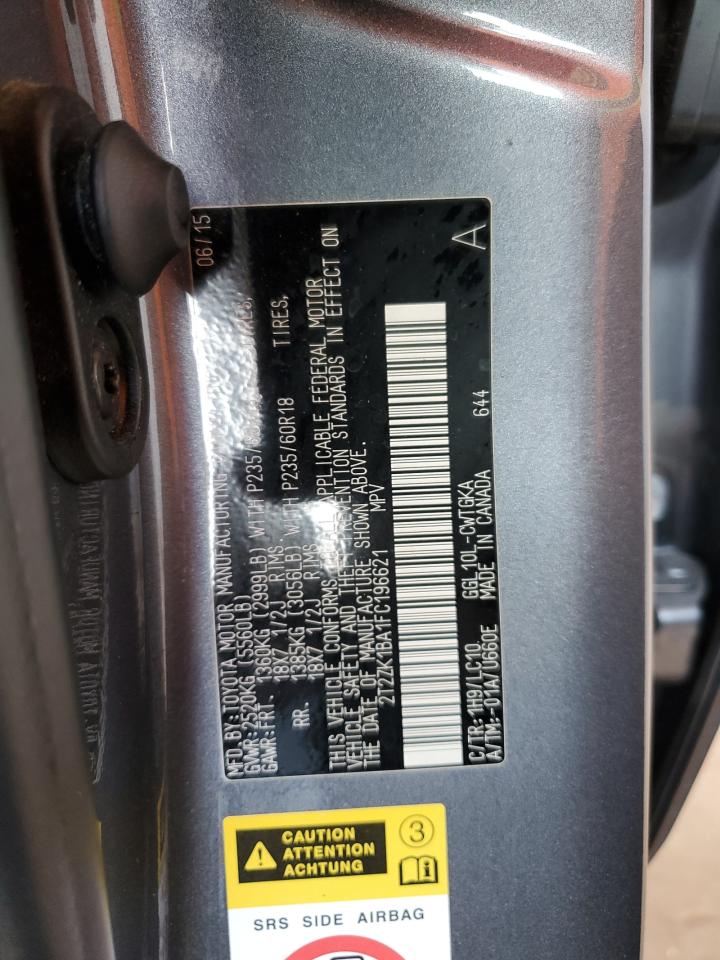 MFD. BY: TOYOTA MOTOR MANUFACTURING
06/15
GVWR: 2520KG (5560LB)
GAWR: FRT. 1360KG (2999LB) WITH P235/
18X7 1/2J RIMS
RR. 1385KG (3056LB) WITH P235/60R18 TIRES,
18X7 1/2J RIMS
THIS VEHICLE CONFORMS APPLICABLE FEDERAL MOTOR
VEHICLE SAFETY AND THEFT PREVENTION STANDARDS IN EFFECT ON
THE DATE OF MANUFACTURE SHOWN ABOVE.
2T2ZK1BA1FC196621 MPV
C/TR: 1H9/LC10 GGL10L-CWTGKA 644
A/TM: -01A/U660E MADE IN CANADA
A
CAUTION
ATTENTION
ACHTUNG
3
SRS SIDE AIRBAG